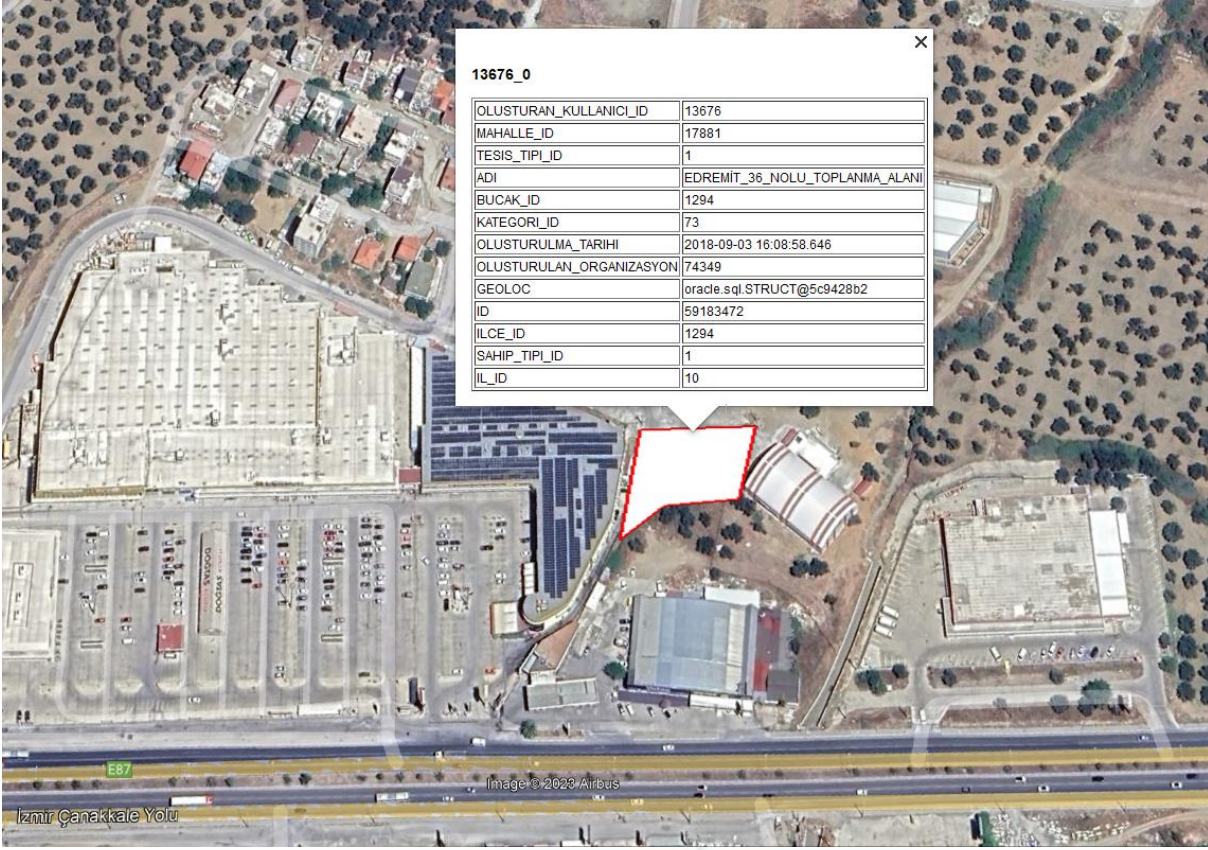 13676_0
OLUSTURAN_KULLANICI_ID 13676
MAHALLE_ID 17881
TESIS_TIPI_ID 1
ADI EDREMİT_36_NOLU_TOPLANMA_ALANI
BUCAK_ID 1294
KATEGORI_ID 73
OLUSTURULMA_TARIHI 2018-09-03 16:08:58.646
OLUSTURULAN_ORGANIZASYON 74349
GEOLOC oracle.sql.STRUCT@5c9428b2
ID 59183472
ILCE_ID 1294
SAHIP_TIPI_ID 1
IL_ID 10
DOĞTAŞ
E87
Image © 2023 Airbus
İzmir Çanakkale Yolu